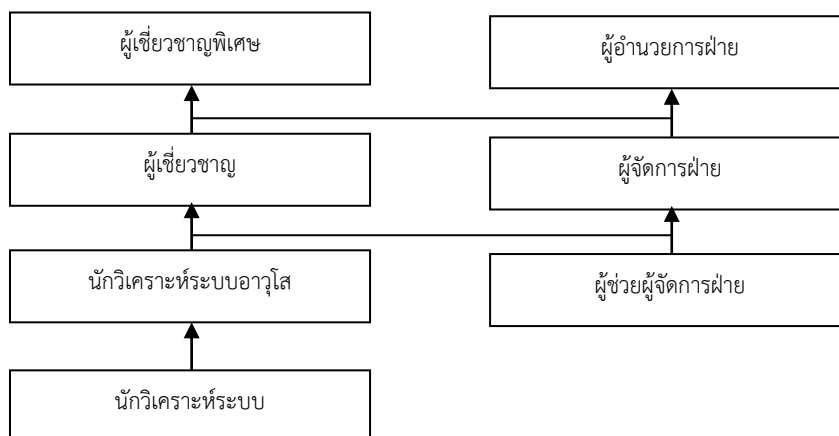 ผู้เชี่ยวชาญพิเศษ
ผู้อำนวยการฝ่าย
ผู้เชี่ยวชาญ
ผู้จัดการฝ่าย
นักวิเคราะห์ระบบอาวุโส
ผู้ช่วยผู้จัดการฝ่าย
นักวิเคราะห์ระบบ